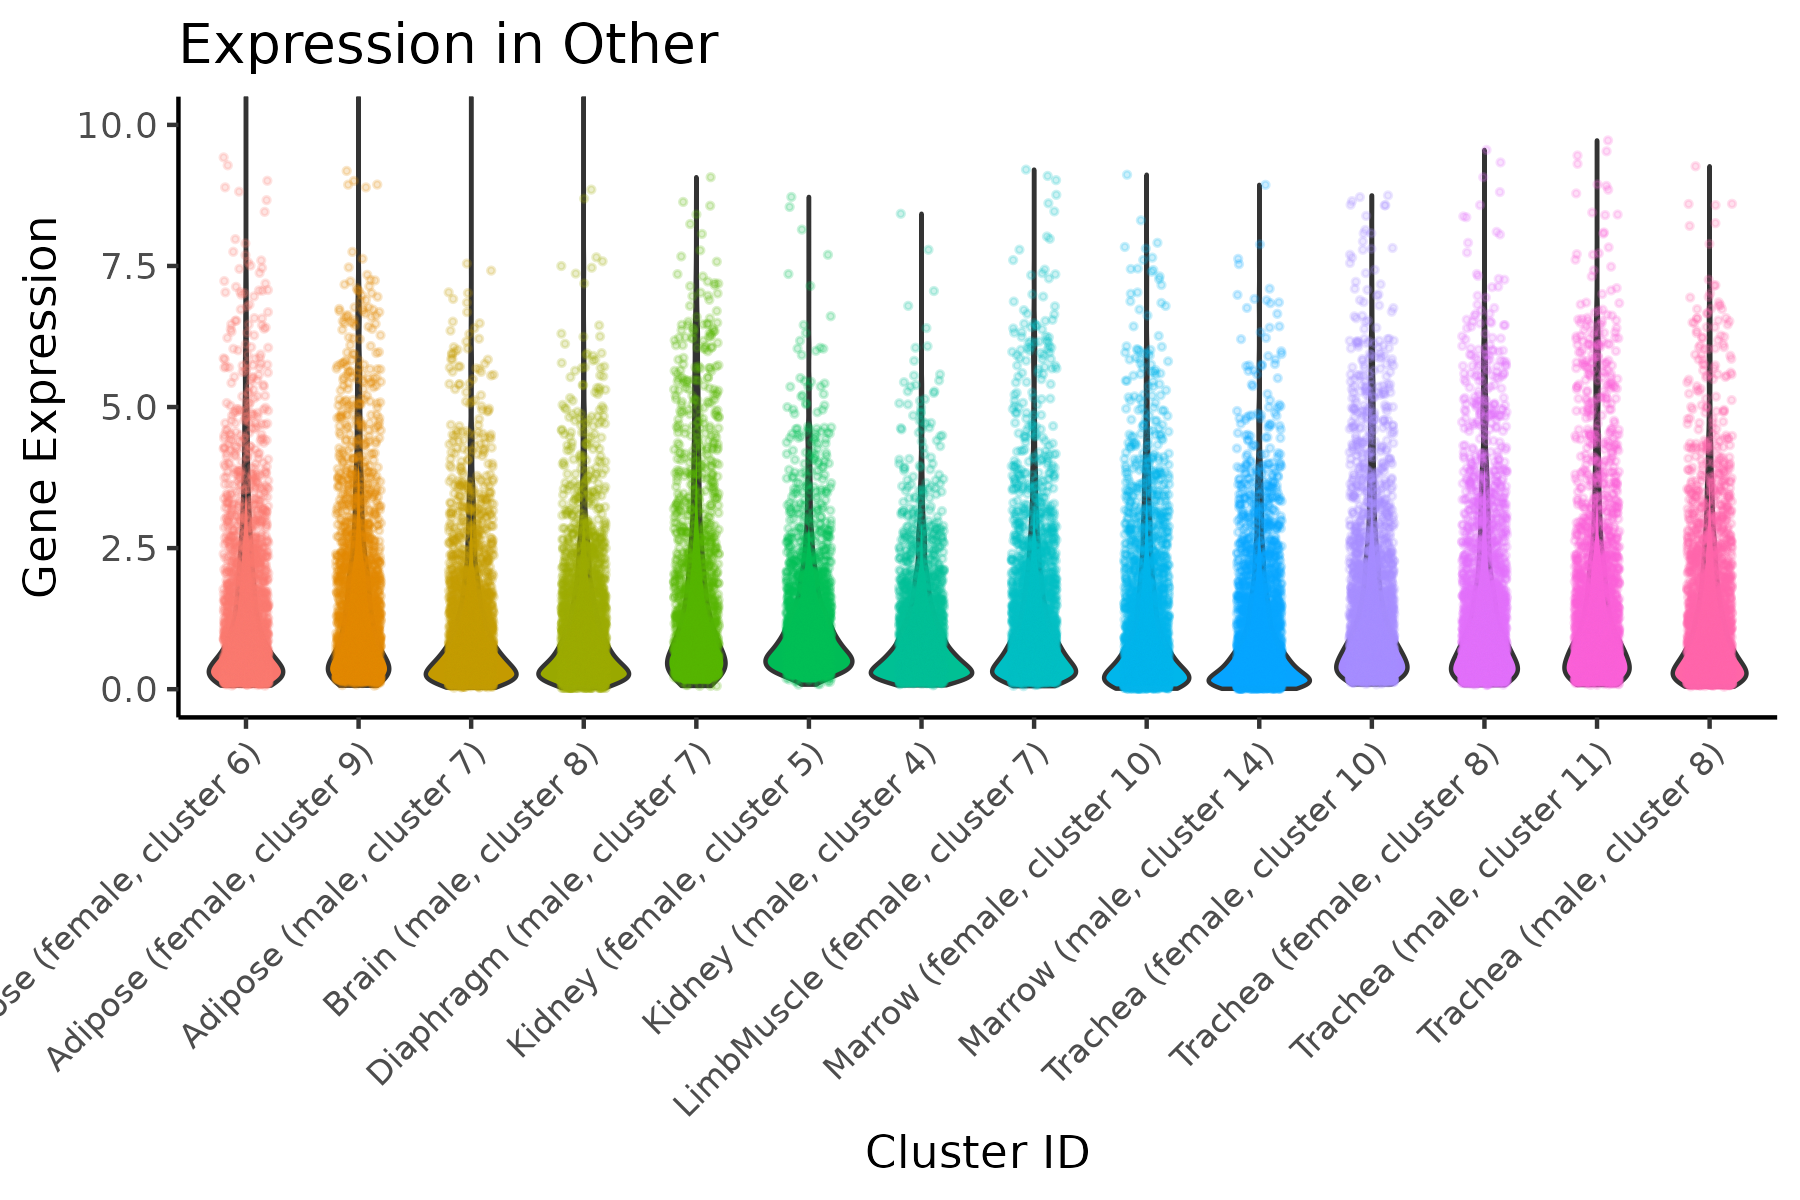 Expression in Other
10.0
7.5
5.0
2.5
0.0
Gene Expression
(female, cluster 6)
Adipose (female, cluster 9)
Adipose (male, cluster 7)
Brain (male, cluster 8)
Diaphragm (male, cluster 7)
Kidney (female, cluster 5)
Kidney (male, cluster 4)
LimbMuscle (female, cluster 7)
Marrow (female, cluster 10)
Marrow (male, cluster 14)
Trachea (female, cluster 10)
Trachea (female, cluster 8)
Trachea (male, cluster 11)
Trachea (male, cluster 8)
Cluster ID